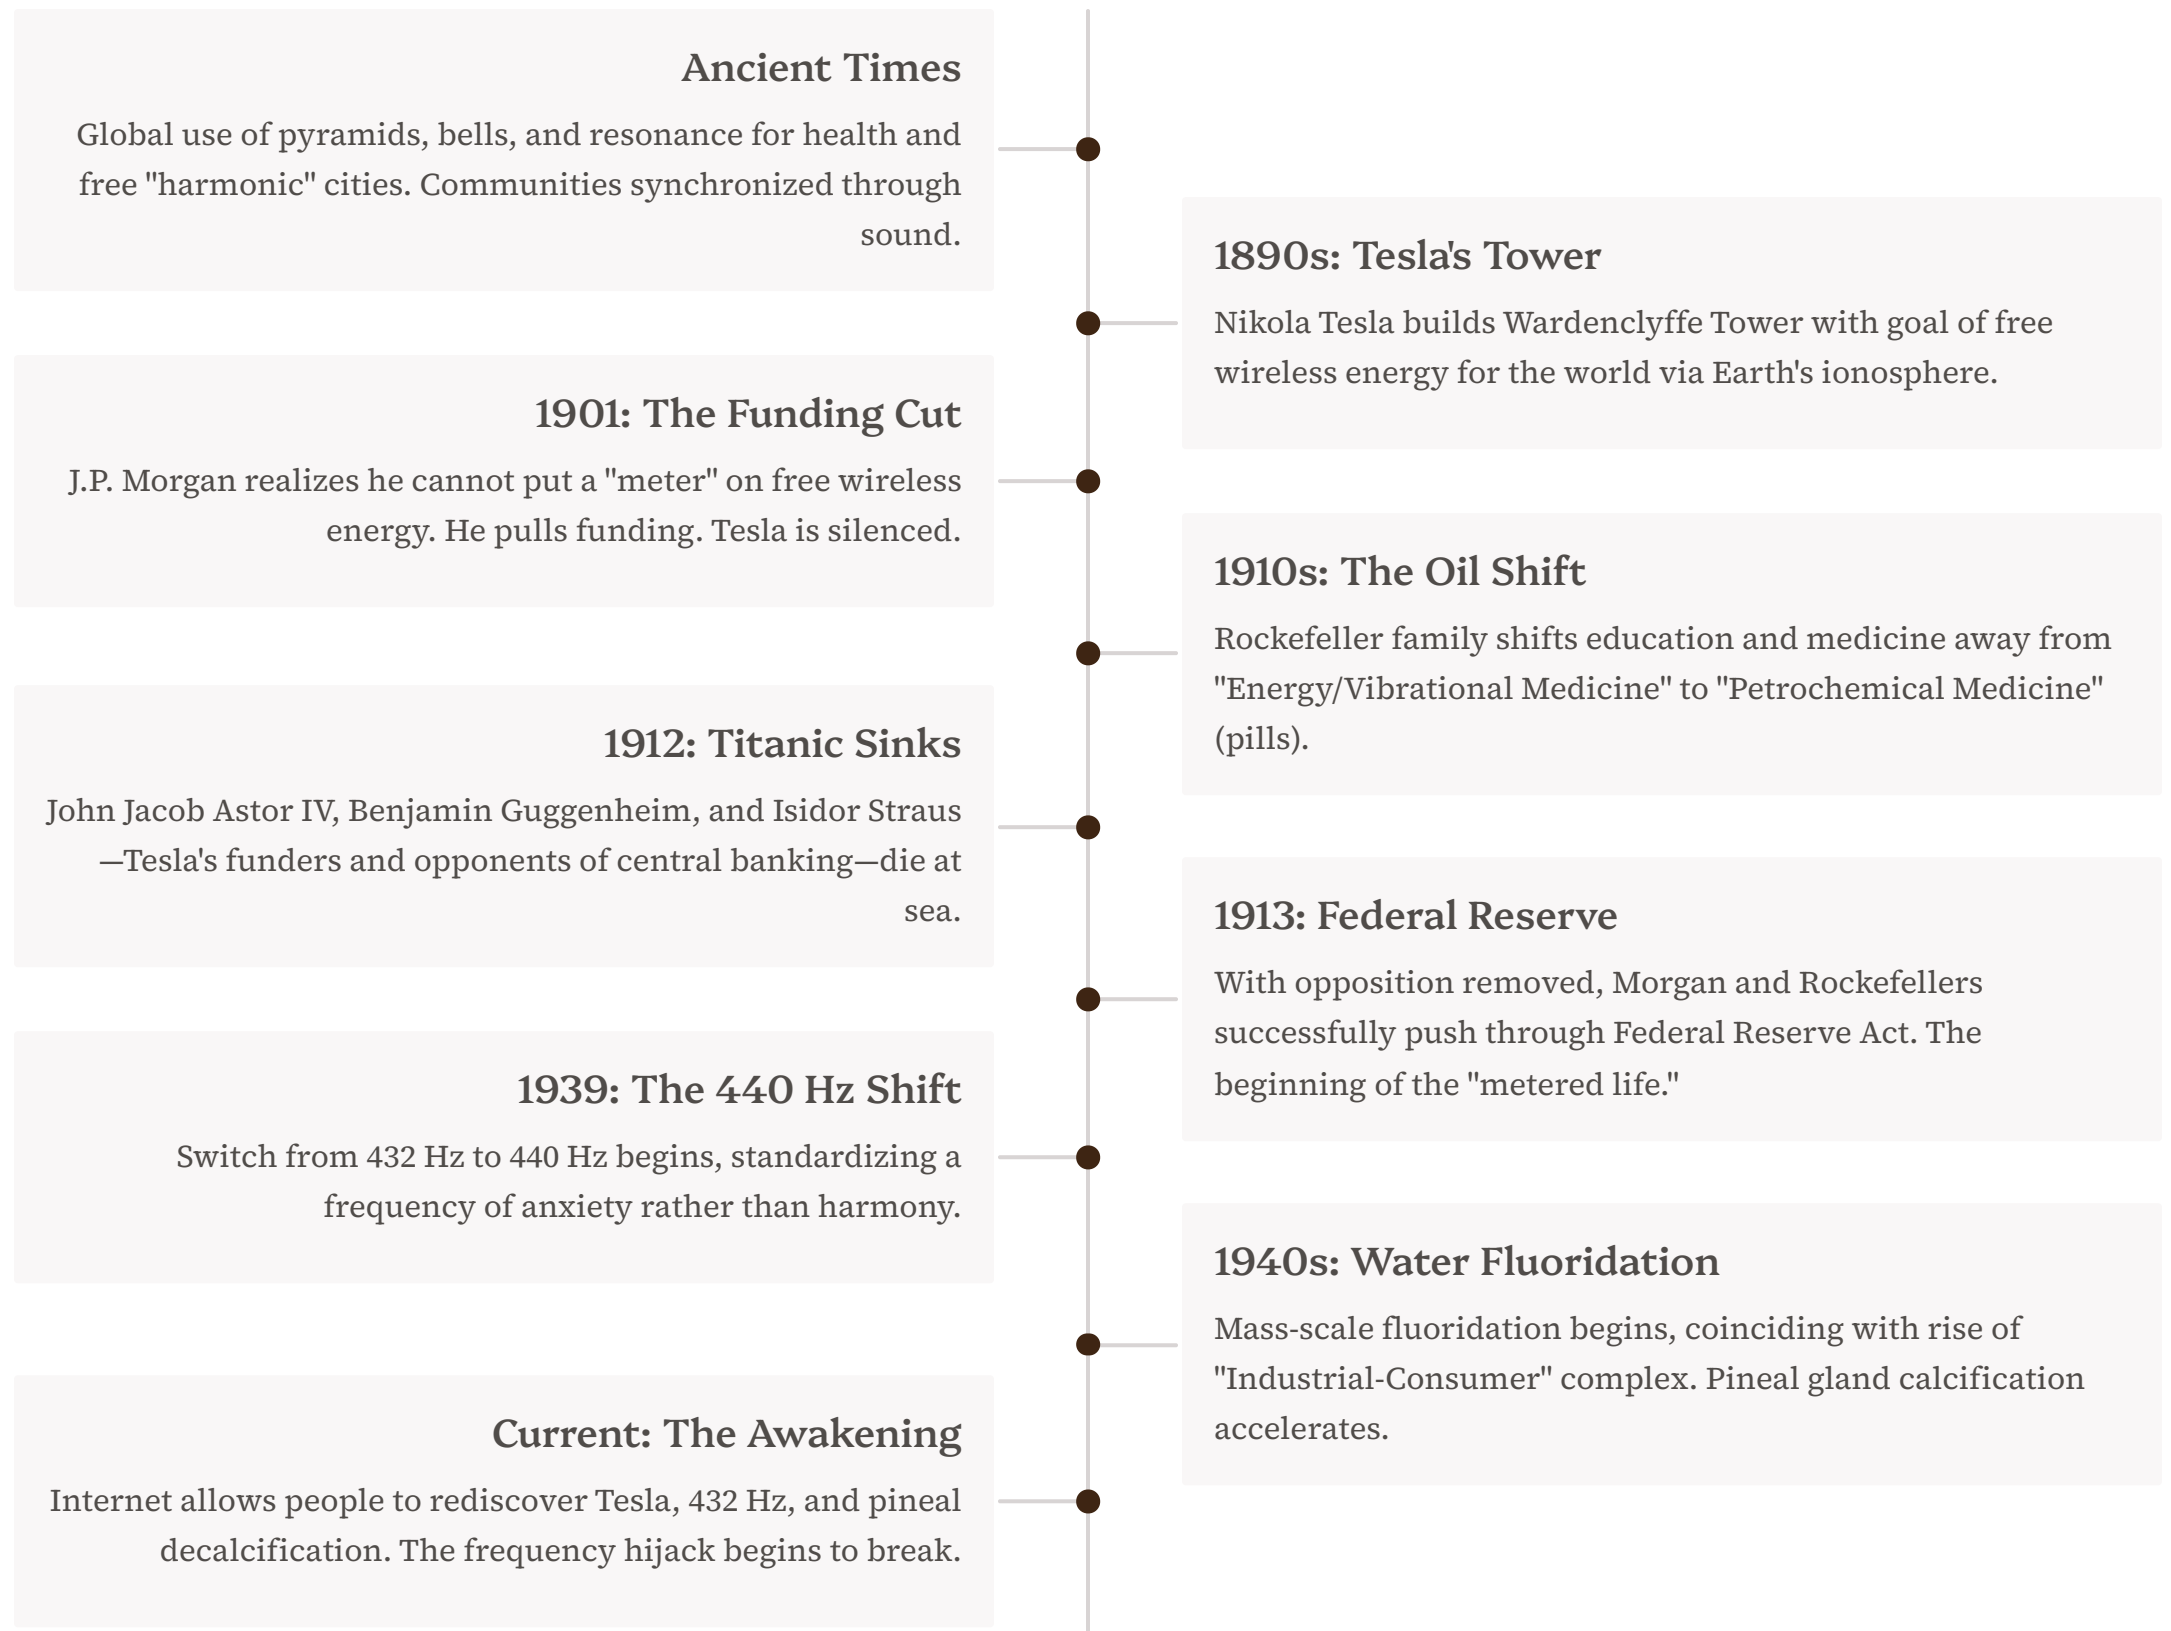 Ancient Times
Global use of pyramids, bells, and resonance for health and
free "harmonic" cities. Communities synchronized through
sound.
1890s: Tesla's Tower
Nikola Tesla builds Wardenclyffe Tower with goal of free
wireless energy for the world via Earth's ionosphere.
1901: The Funding Cut
J.P. Morgan realizes he cannot put a "meter" on free wireless
energy. He pulls funding. Tesla is silenced.
1910s: The Oil Shift
Rockefeller family shifts education and medicine away from
"Energy/Vibrational Medicine" to "Petrochemical Medicine"
(pills).
1912: Titanic Sinks
John Jacob Astor IV, Benjamin Guggenheim, and Isidor Straus
—Tesla's funders and opponents of central banking—die at
sea.
1913: Federal Reserve
With opposition removed, Morgan and Rockefellers
successfully push through Federal Reserve Act. The
beginning of the "metered life."
1939: The 440 Hz Shift
Switch from 432 Hz to 440 Hz begins, standardizing a
frequency of anxiety rather than harmony.
1940s: Water Fluoridation
Mass-scale fluoridation begins, coinciding with rise of
"Industrial-Consumer" complex. Pineal gland calcification
accelerates.
Current: The Awakening
Internet allows people to rediscover Tesla, 432 Hz, and pineal
decalcification. The frequency hijack begins to break.